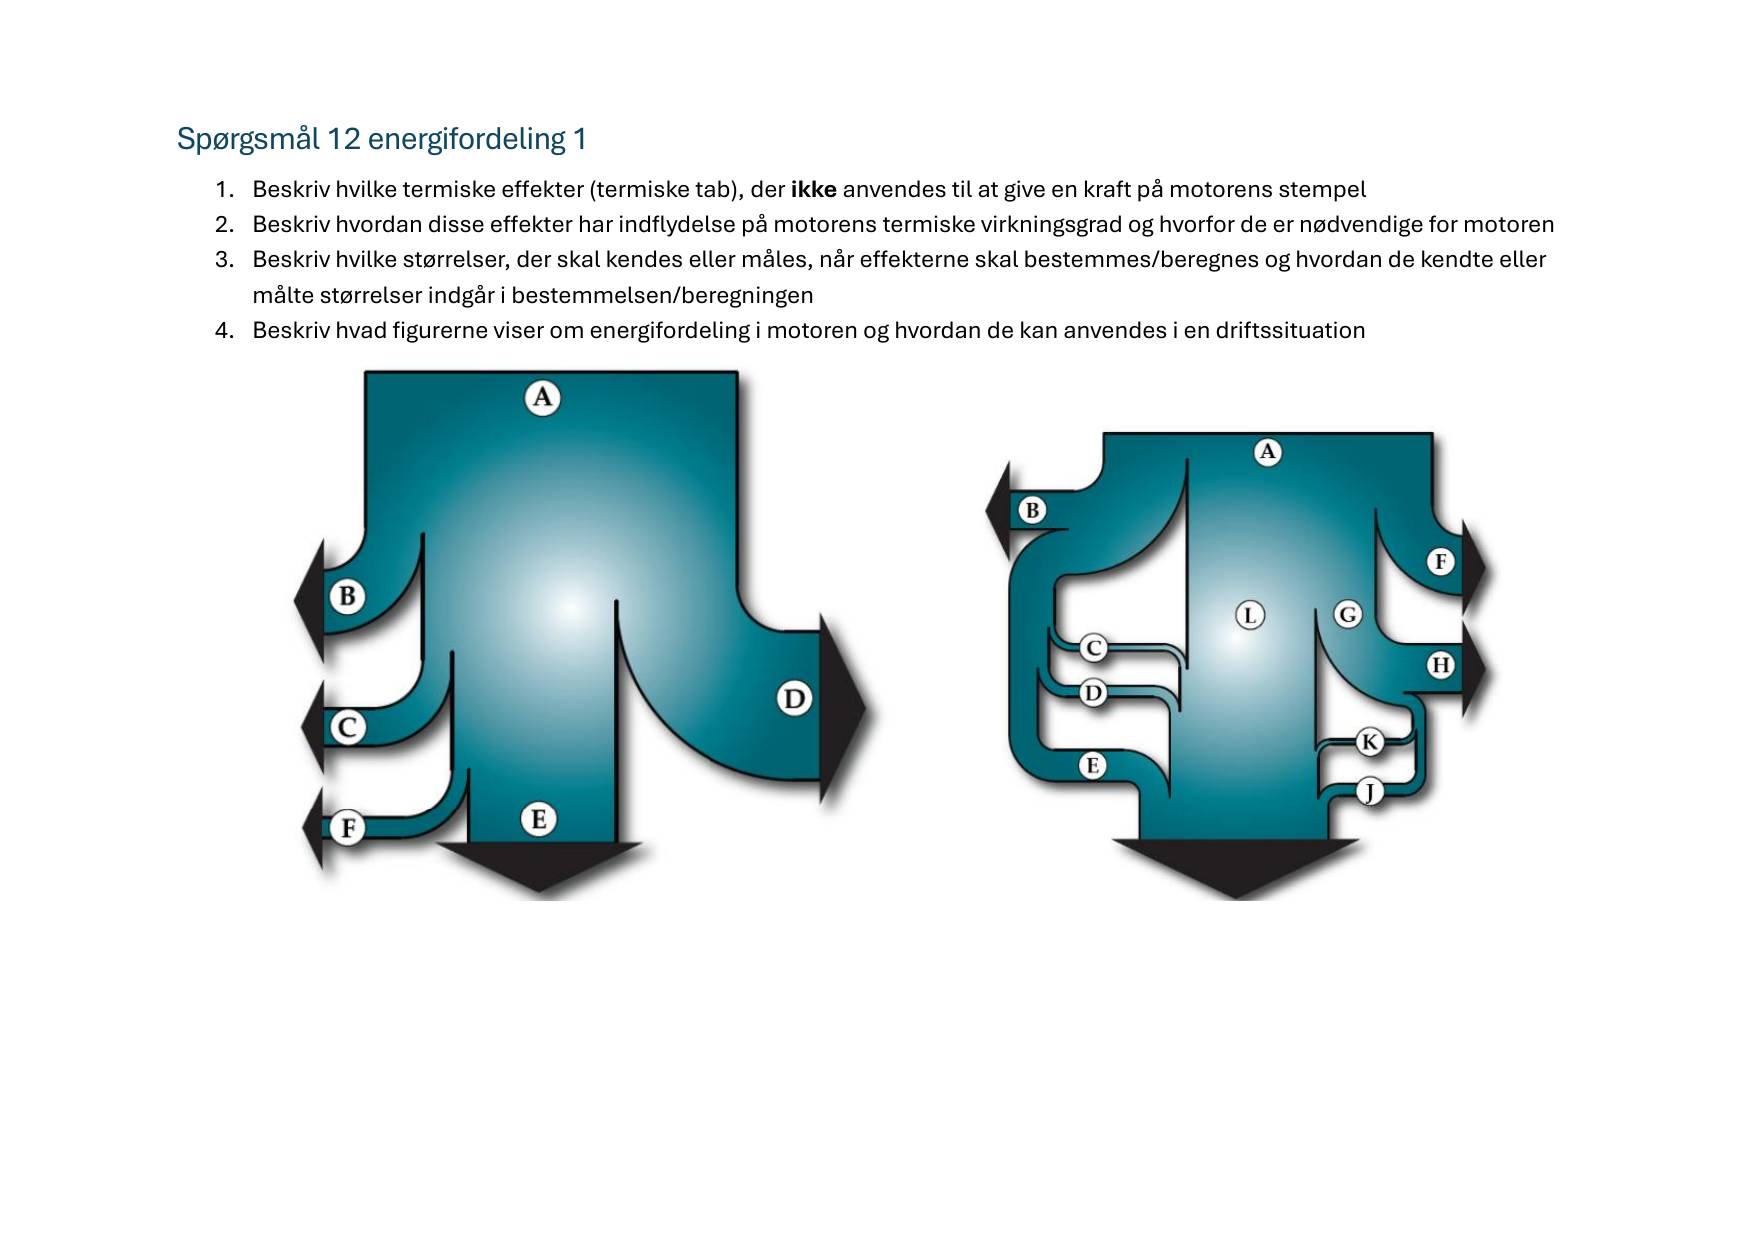 Spørgsmål 12 energifordeling 1
1. Beskriv hvilke termiske effekter (termiske tab), der ikke anvendes til at give en kraft på motorens stempel
2. Beskriv hvordan disse effekter har indflydelse på motorens termiske virkningsgrad og hvorfor de er nødvendige for motoren
3. Beskriv hvilke størrelser, der skal kendes eller måles, når effekterne skal bestemmes/beregnes og hvordan de kendte eller
målte størrelser indgår i bestemmelsen/beregningen
4. Beskriv hvad figurerne viser om energifordeling i motoren og hvordan de kan anvendes i en driftssituation
A
B
D
C
E
F
A
B
F
L
G
C
H
D
K
E
J